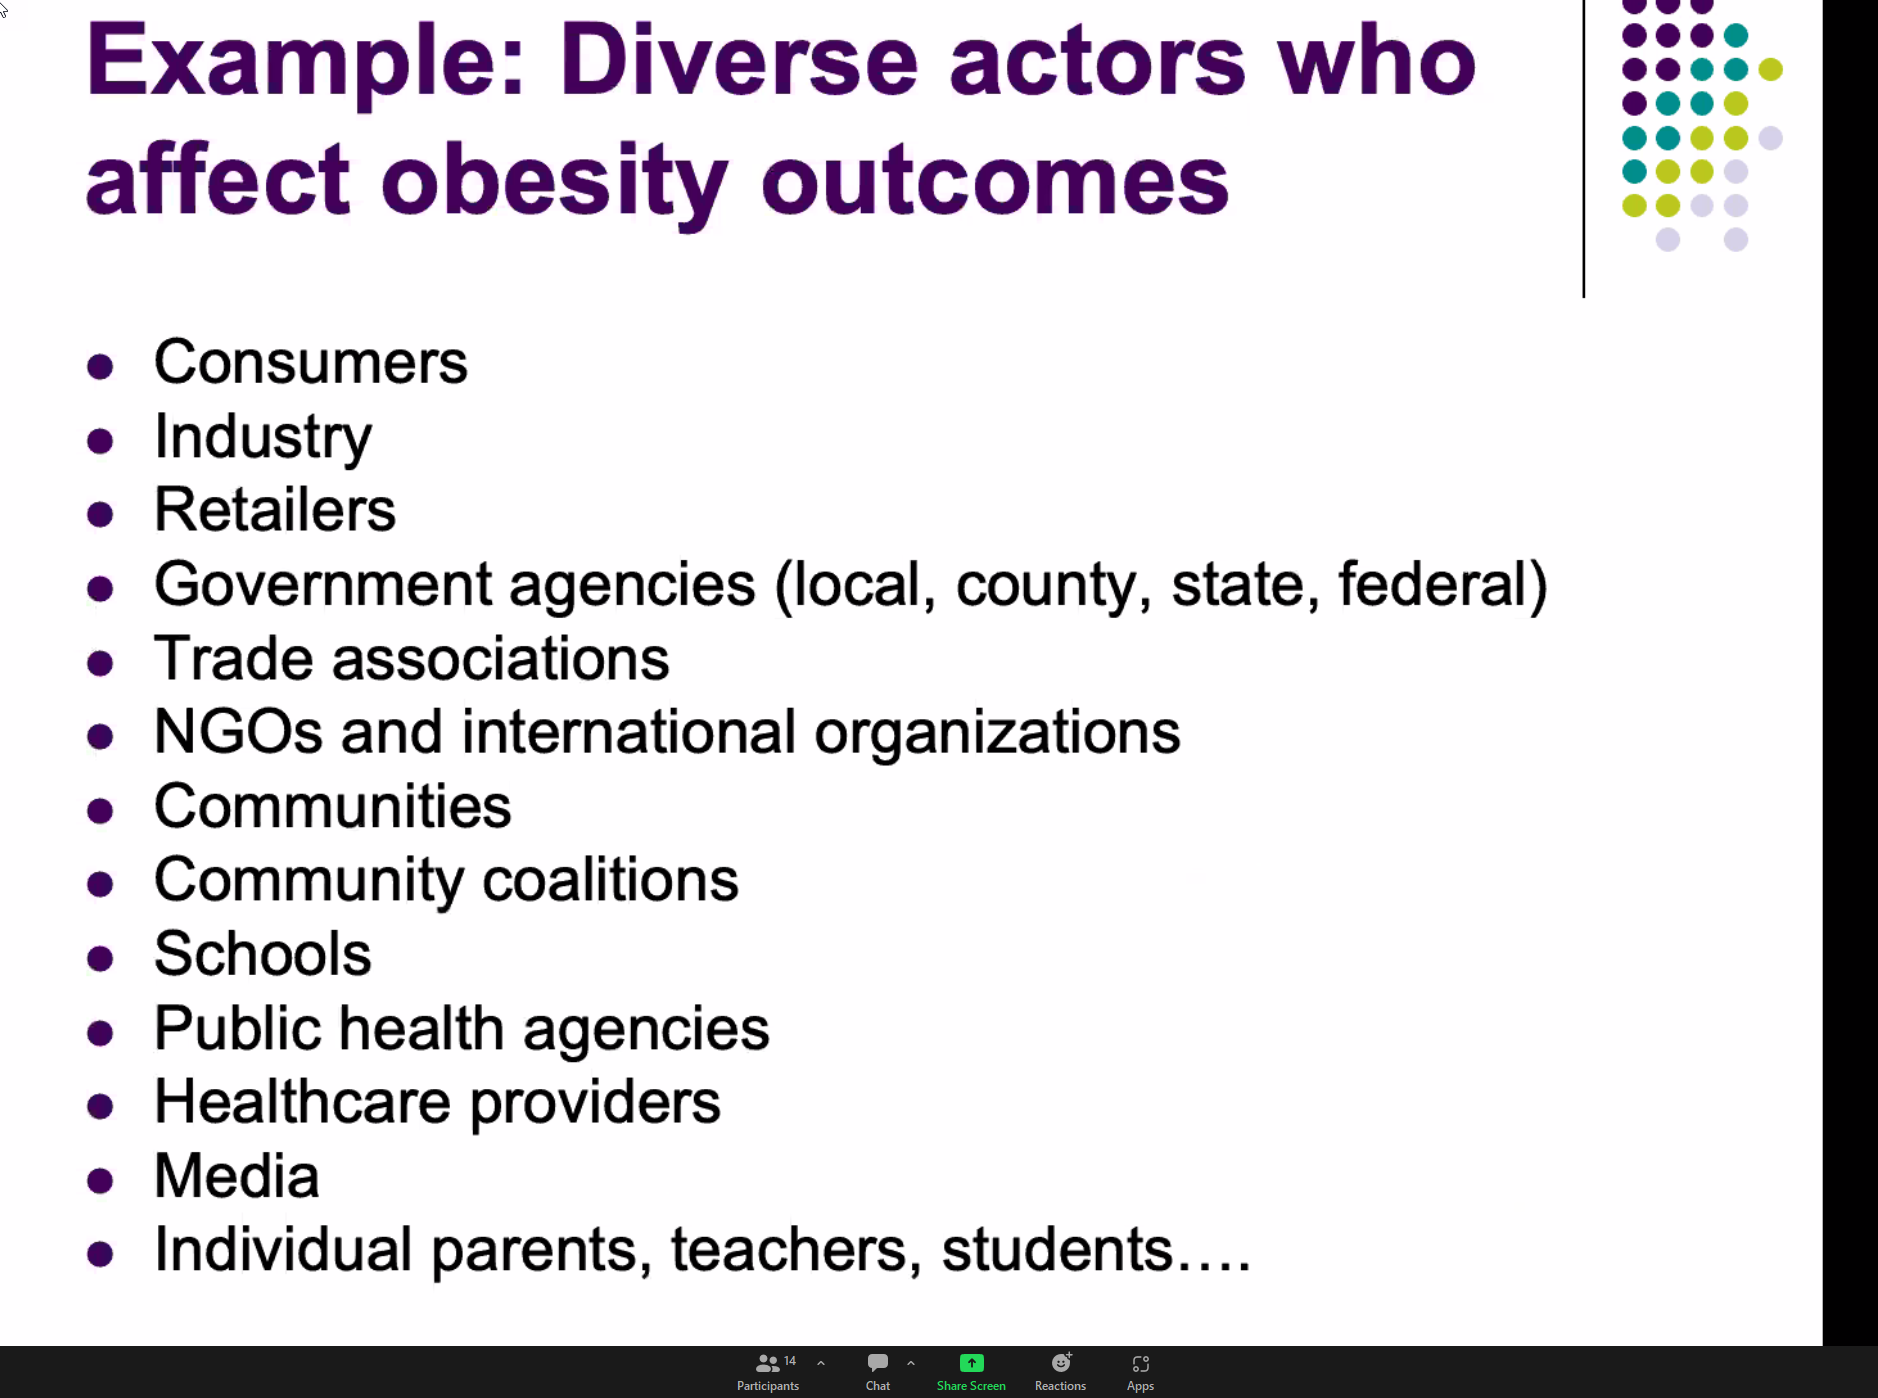 Example: Diverse actors who
affect obesity outcomes
Consumers
Industry
Retailers
Government agencies (local, county, state, federal)
Trade associations
NGOs and international organizations
Communities
Community coalitions
Schools
Public health agencies
Healthcare providers
Media
Individual parents, teachers, students....
14
Participants
Chat
Share Screen
Reactions
Apps